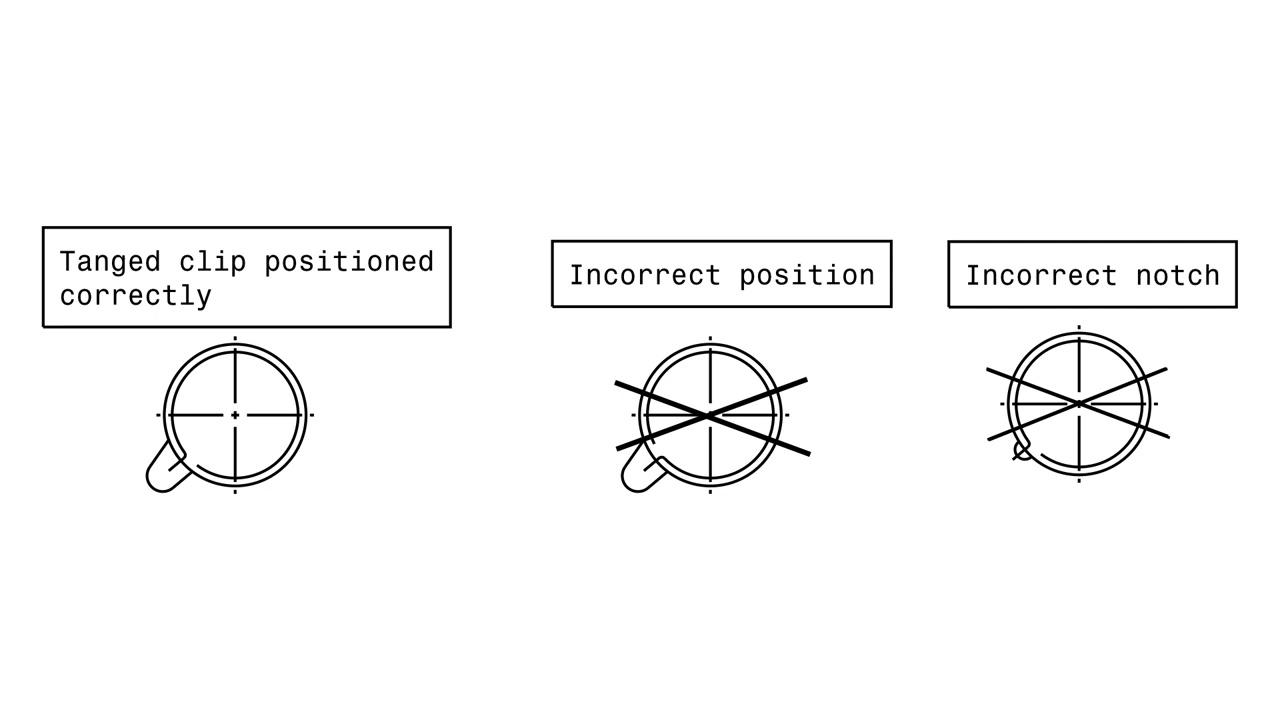 Tanged clip positioned
correctly
Incorrect position
Incorrect notch